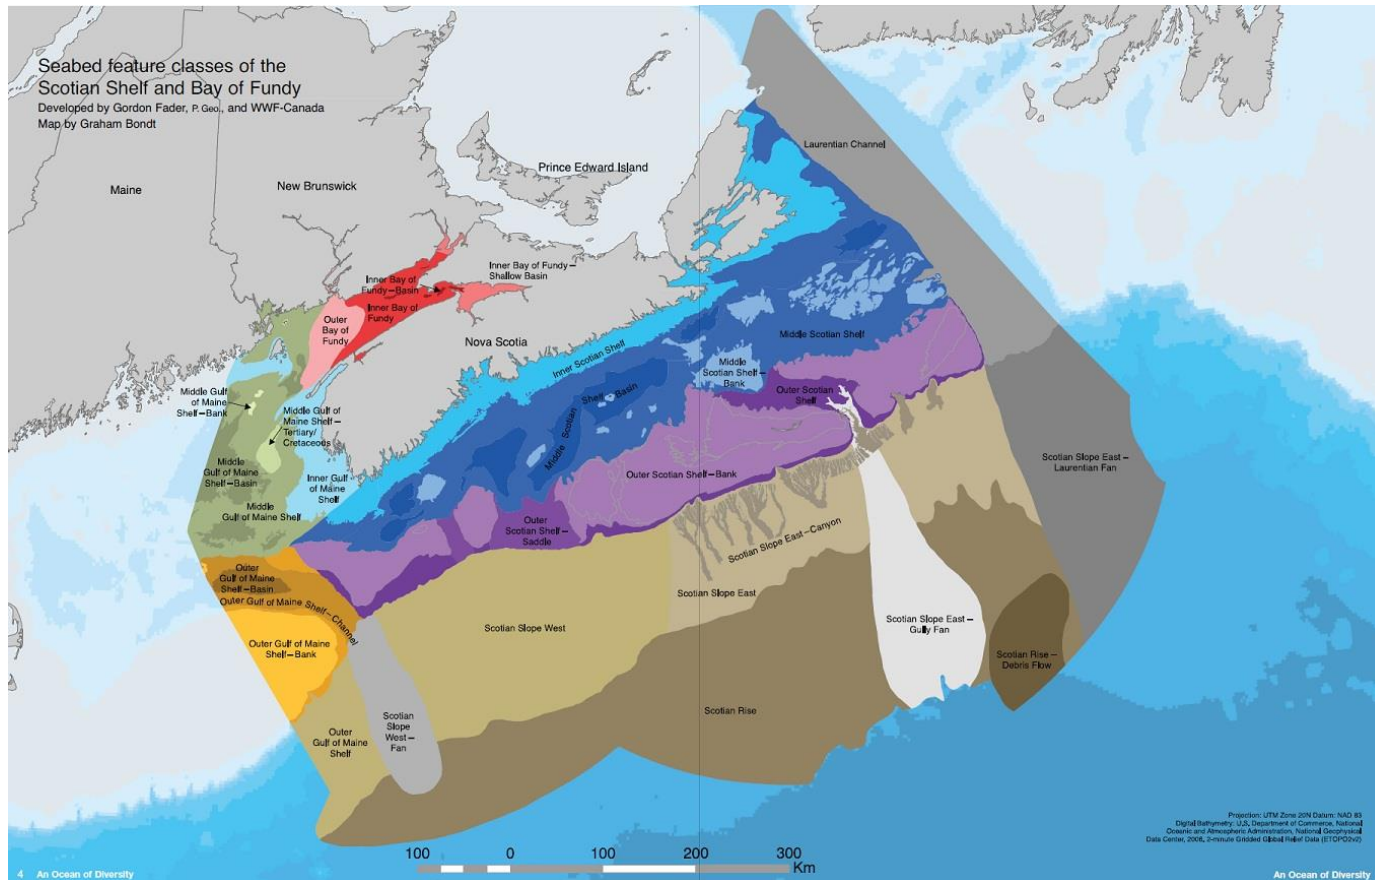 Seabed feature classes of the
Scotian Shelf and Bay of Fundy
Developed by Gordon Fader, P. Geo., and WWF-Canada
Map by Graham Bondt
Maine
New Brunswick
Prince Edward Island
Laurentian Channel
Inner Bay of
Fundy–Basin
Inner Bay of Fundy–
Shallow Basin
Inner Bay of
Fundy
Outer
Bay of
Fundy
Nova Scotia
Inner Scotian Shelf
Middle Scotian Shelf
Middle
Scotian Shelf–
Bank
Outer Scotian
Shelf
Middle Scotian Shelf–Basin
Middle Gulf
of Maine
Shelf–Bank
Middle Gulf of
Maine Shelf–
Tertiary/
Cretaceous
Middle
Gulf of Maine
Shelf–Basin
Inner Gulf
of Maine
Shelf
Middle
Gulf of Maine Shelf
Outer Scotian Shelf–Bank
Scotian Slope East–
Laurentian Fan
Outer
Scotian Shelf–
Saddle
Scotian Slope East–Canyon
Outer
Gulf of Maine
Shelf–Basin
Outer Gulf of Maine Shelf–Channel
Scotian Slope East
Outer Gulf of Maine
Shelf–Bank
Scotian Slope West
Scotian Slope East–
Gully Fan
Scotian Rise–
Debris Flow
Scotian Rise
Scotian
Slope
West–
Fan
Outer
Gulf of Maine
Shelf
Projection: UTM Zone 20N Datum: NAD 83
Digital Bathymetry: U.S. Department of Commerce, National
Oceanic and Atmospheric Administration, National Geophysical
Data Center, 2006, 2-minute Gridded Global Relief Data (ETOPO2v2)
100 0 100 200 300
Km
4 An Ocean of Diversity
An Ocean of Diversity